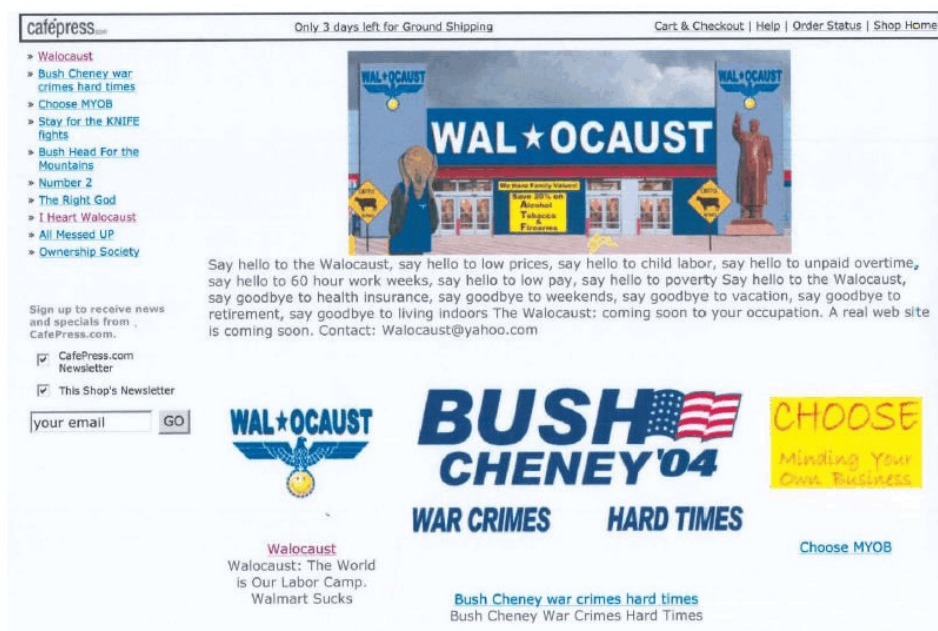 cafepress.com
Only 3 days left for Ground Shipping
Cart & Checkout | Help | Order Status | Shop Home
» Walocaust
» Bush Cheney war
crimes hard times
» Choose MYOB
» Stay for the KNIFE
fights
» Bush Head For the
Mountains
» Number 2
» The Right God
» I Heart Walocaust
» All Messed UP
» Ownership Society
Sign up to receive news
and specials from
CafePress.com.
CafePress.com
Newsletter
This Shop's Newsletter
your email GO
WAL★OCAUST
WAL★OCAUST
WAL★OCAUST
We Have Family Values!
Save 20% on
Alcohol
Tobacco
&
Firearms
Say hello to the Walocaust, say hello to low prices, say hello to child labor, say hello to unpaid overtime,
say hello to 60 hour work weeks, say hello to low pay, say hello to poverty Say hello to the Walocaust,
say goodbye to health insurance, say goodbye to weekends, say goodbye to vacation, say goodbye to
retirement, say goodbye to living indoors The Walocaust: coming soon to your occupation. A real web site
is coming soon. Contact: Walocaust@yahoo.com
WAL★OCAUST
Walocaust
Walocaust: The World
is Our Labor Camp.
Walmart Sucks
BUSH
CHENEY '04
WAR CRIMES HARD TIMES
Bush Cheney war crimes hard times
Bush Cheney War Crimes Hard Times
CHOOSE
Minding Your
Own Business
Choose MYOB